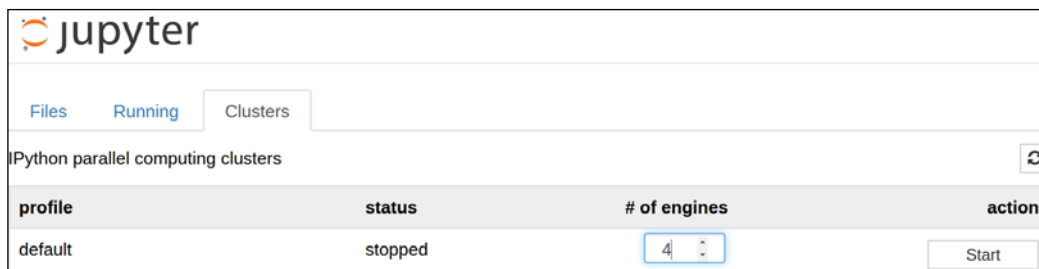 jupyter
Files Running Clusters
IPython parallel computing clusters
profile status # of engines action
default stopped 4 Start